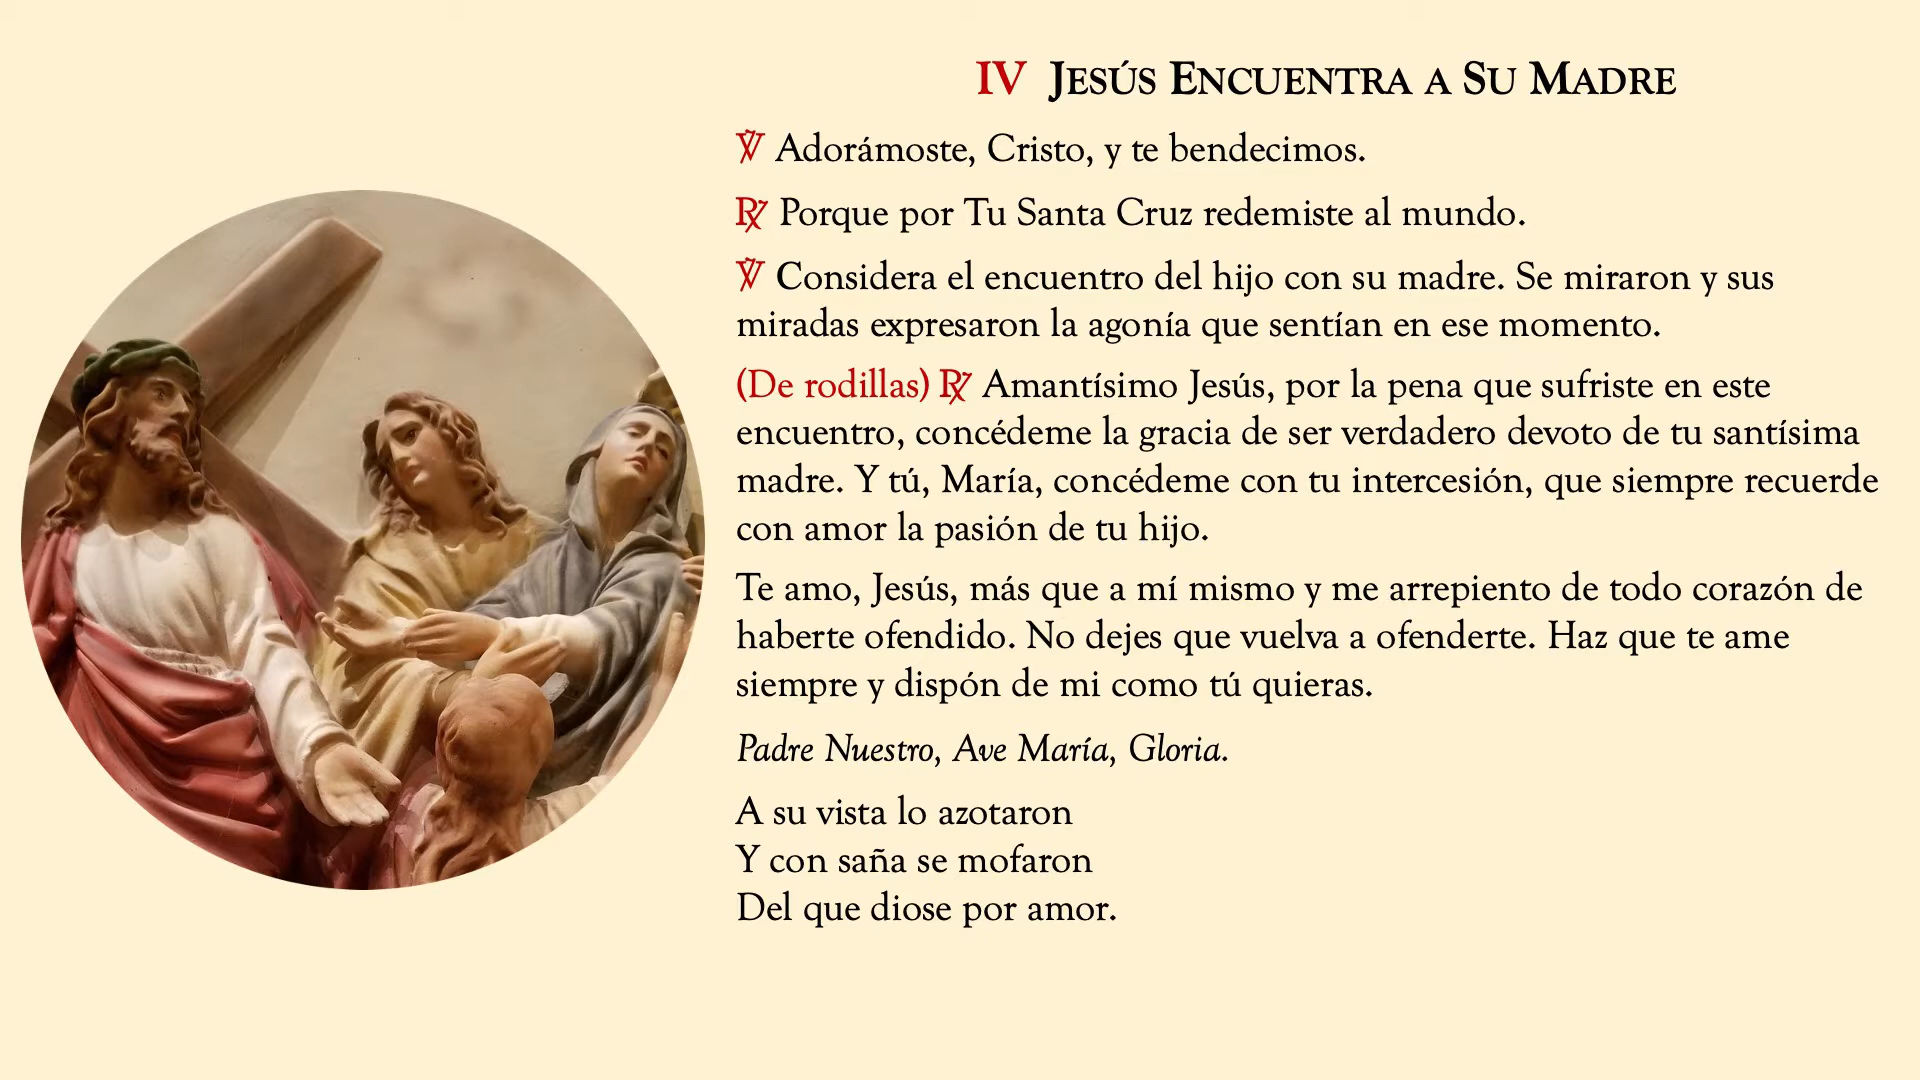 IV Jesús Encuentra a Su Madre
℣ Adorámoste, Cristo, y te bendecimos.
℟ Porque por Tu Santa Cruz redemiste al mundo.
℣ Considera el encuentro del hijo con su madre. Se miraron y sus
miradas expresaron la agonía que sentían en ese momento.
(De rodillas) ℟ Amantísimo Jesús, por la pena que sufriste en este
encuentro, concédeme la gracia de ser verdadero devoto de tu santísima
madre. Y tú, María, concédeme con tu intercesión, que siempre recuerde
con amor la pasión de tu hijo.
Te amo, Jesús, más que a mí mismo y me arrepiento de todo corazón de
haberte ofendido. No dejes que vuelva a ofenderte. Haz que te ame
siempre y dispón de mi como tú quieras.
Padre Nuestro, Ave María, Gloria.
A su vista lo azotaron
Y con saña se mofaron
Del que diose por amor.